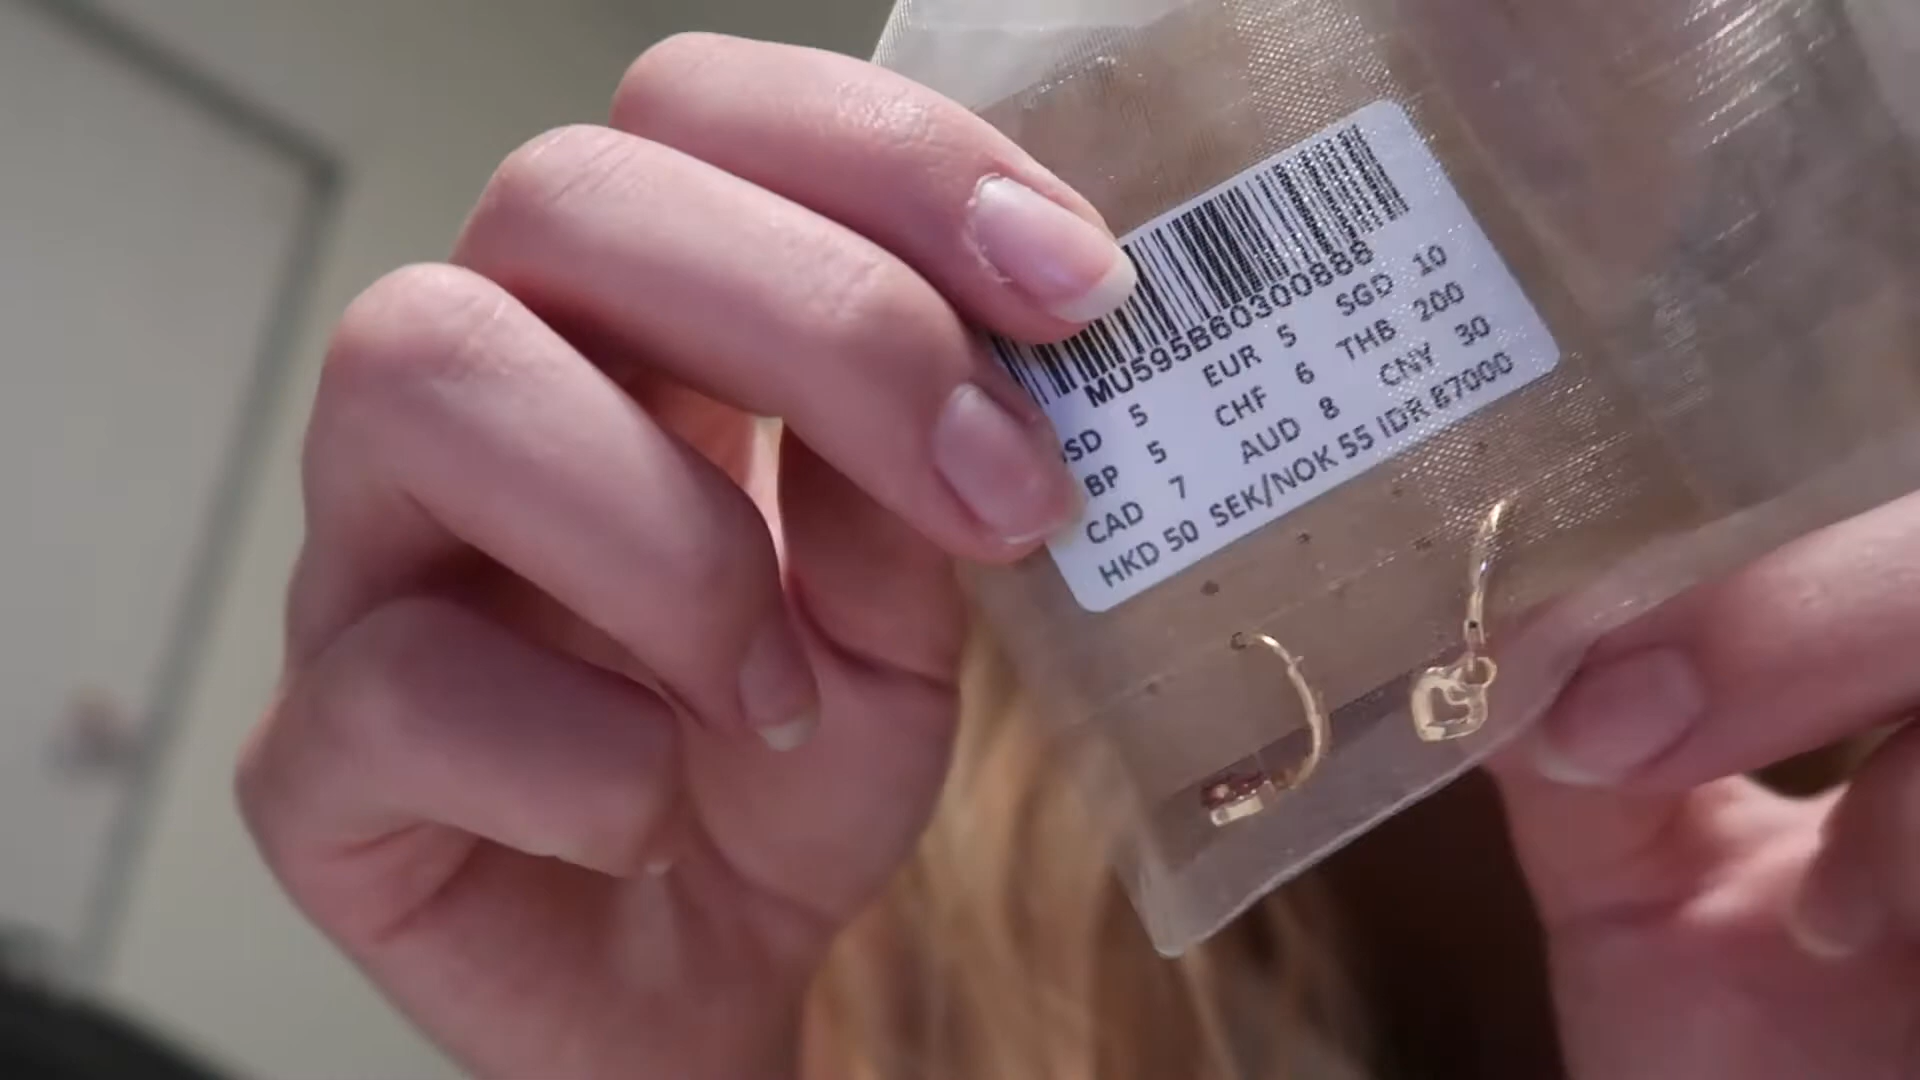 MU595B60300888
SD 5 EUR 5 SGD 10
BP 5 CHF 6 THB 200
CAD 7 AUD 8 CNY 30
HKD 50 SEK/NOK 55 IDR 67000